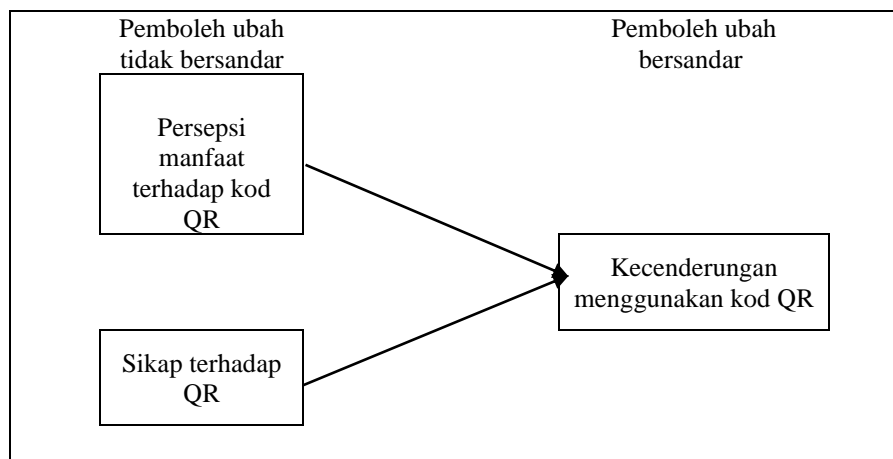 Pemboleh ubah
tidak bersandar
Pemboleh ubah
bersandar
Persepsi
manfaat
terhadap kod
QR
Kecenderungan
menggunakan kod QR
Sikap terhadap
QR